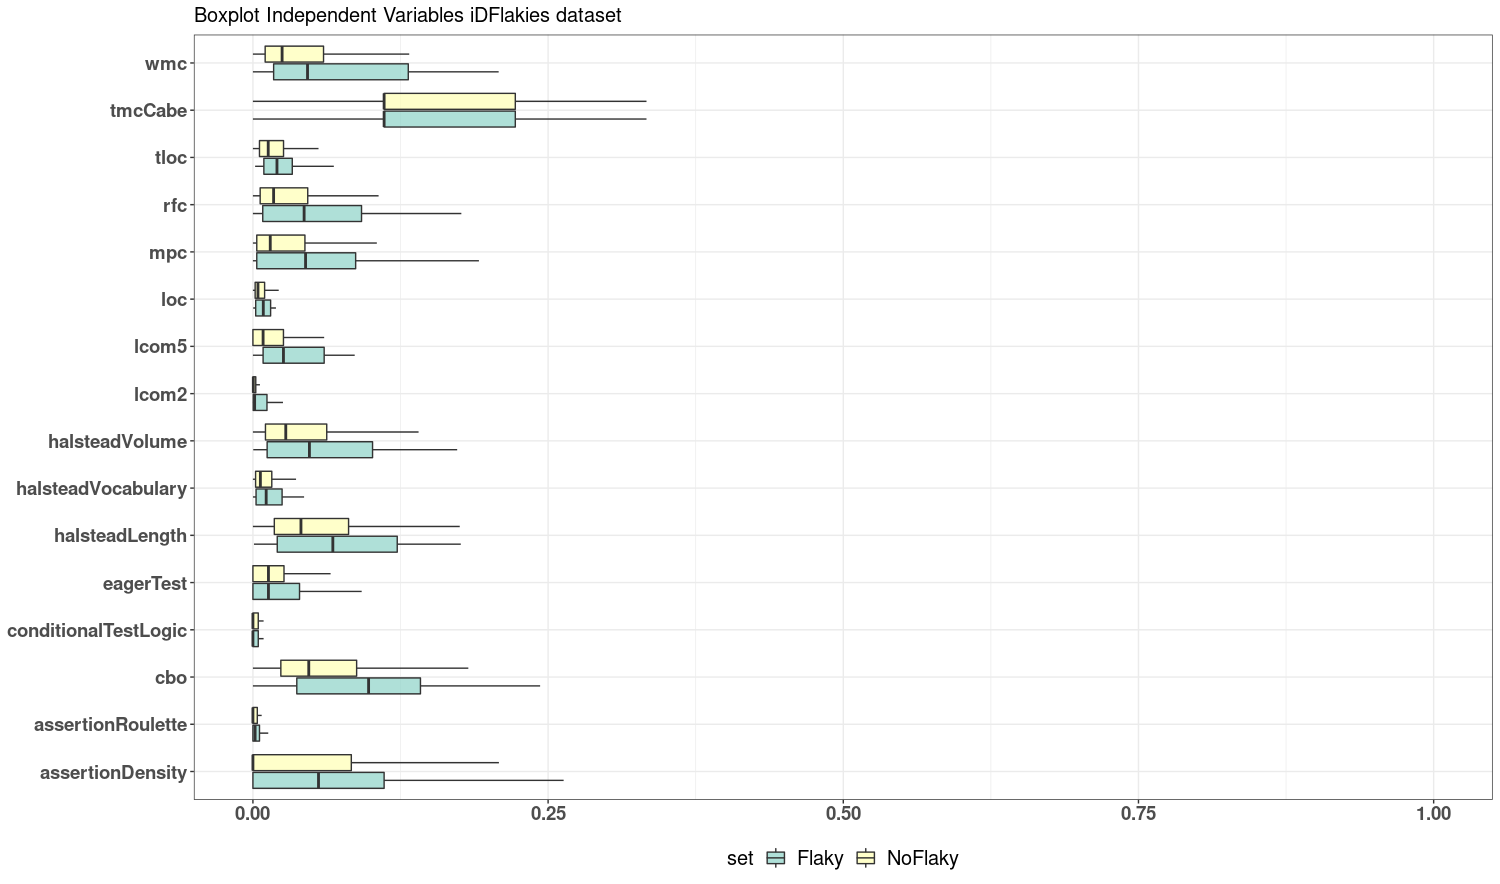 Boxplot Independent Variables iDFlakies dataset
wmc
tmcCabe
tloc
rfc
mpc
loc
lcom5
lcom2
halsteadVolume
halsteadVocabulary
halsteadLength
eagerTest
conditionalTestLogic
cbo
assertionRoulette
assertionDensity
0.00 0.25 0.50 0.75 1.00
set Flaky NoFlaky